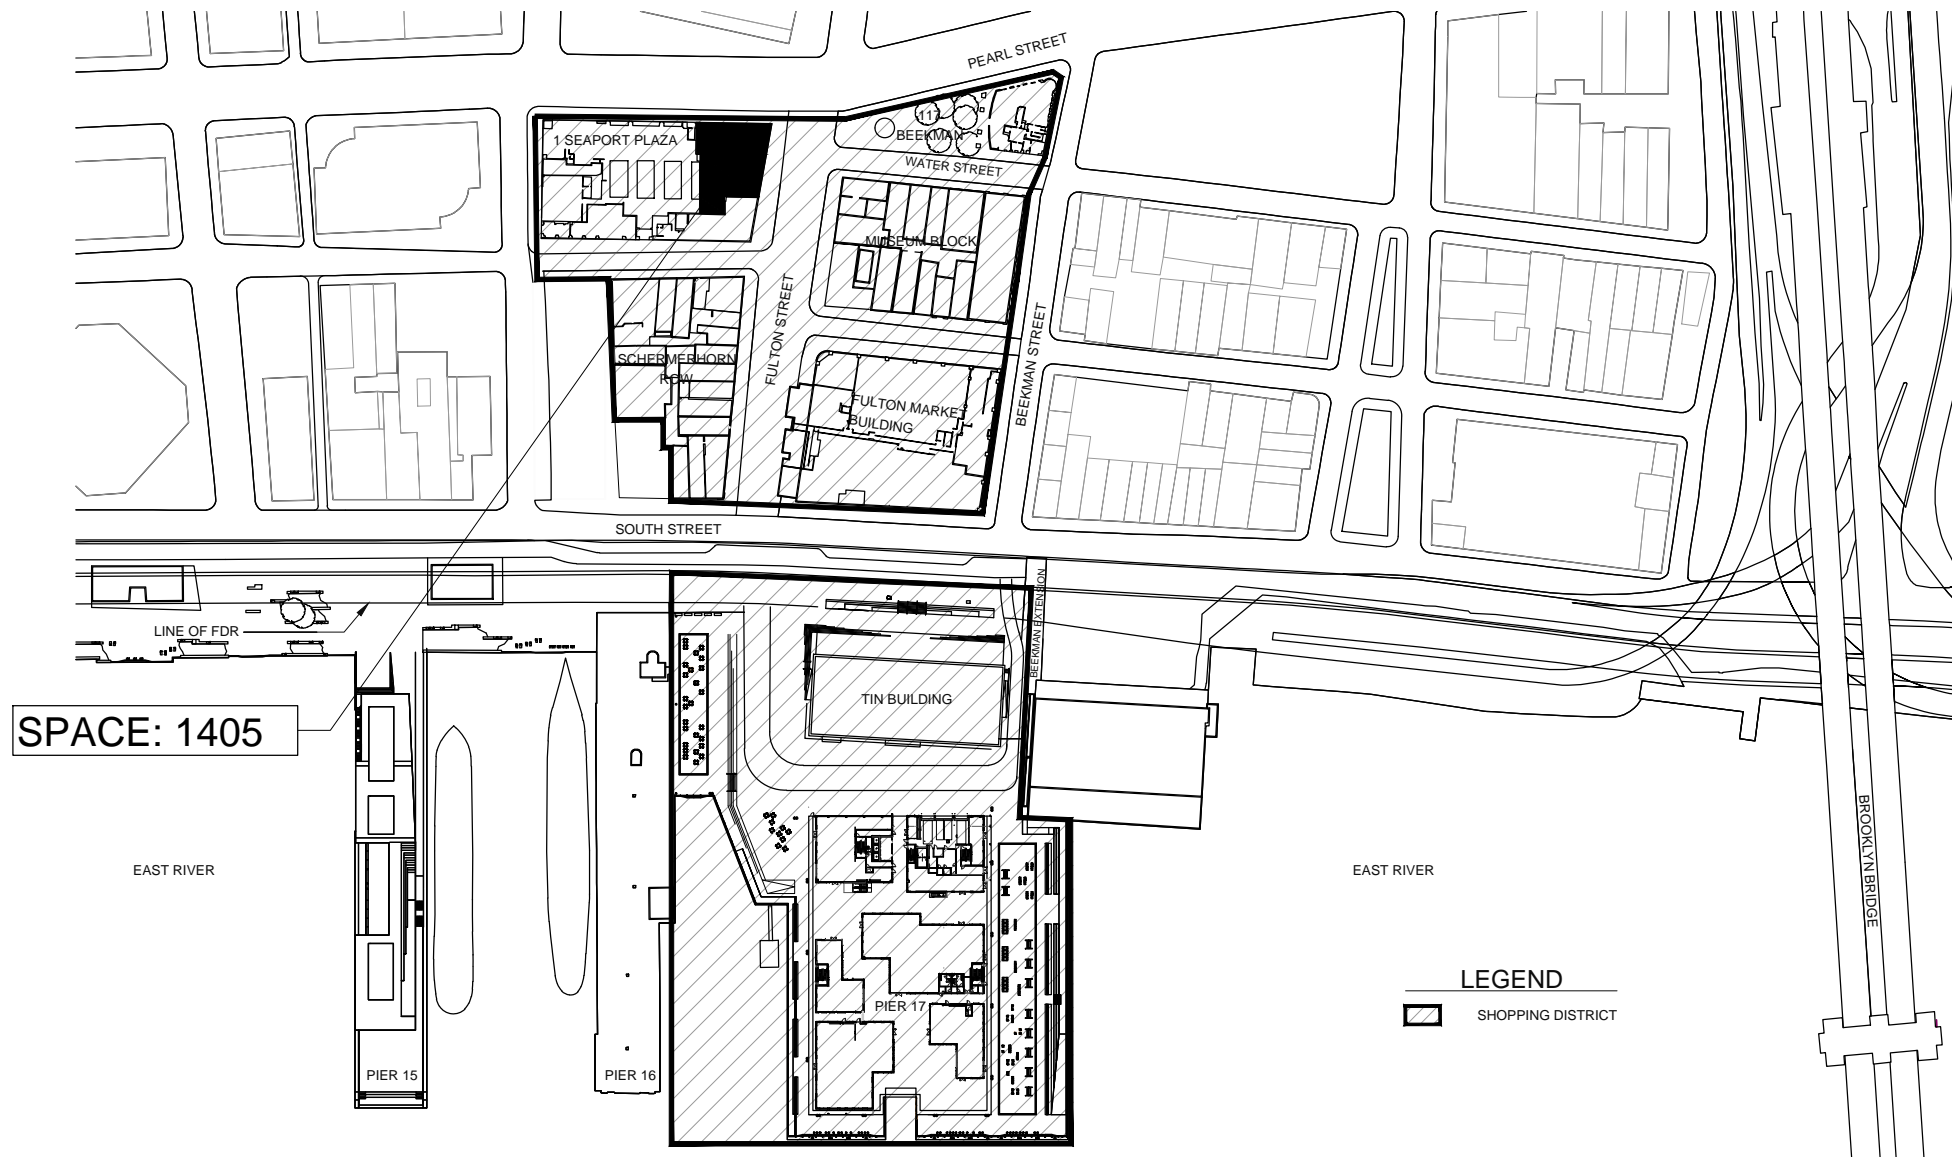 PEARL STREET
117
BEEKMAN
1 SEAPORT PLAZA
WATER STREET
MUSEUM BLOCK
FULTON STREET
BEEKMAN STREET
SCHERMERHORN
ROW
FULTON MARKET
BUILDING
SOUTH STREET
BEEKMAN EXTENSION
LINE OF FDR
TIN BUILDING
SPACE: 1405
BROOKLYN BRIDGE
EAST RIVER
EAST RIVER
LEGEND
SHOPPING DISTRICT
PIER 17
PIER 15
PIER 16